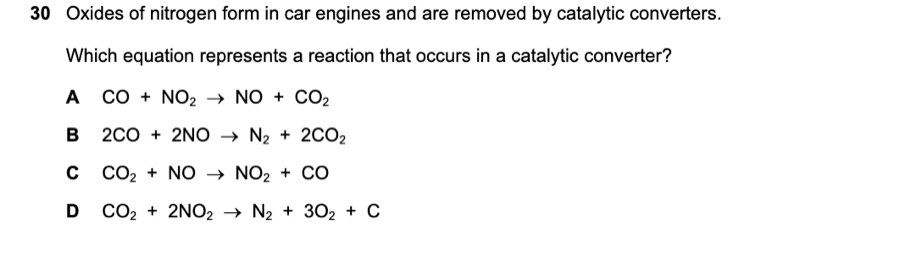 30 Oxides of nitrogen form in car engines and are removed by catalytic converters.
Which equation represents a reaction that occurs in a catalytic converter?
A CO + NO₂ → NO + CO₂
B 2CO + 2NO → N₂ + 2CO₂
C CO₂ + NO → NO₂ + CO
D CO₂ + 2NO₂ → N₂ + 3O₂ + C